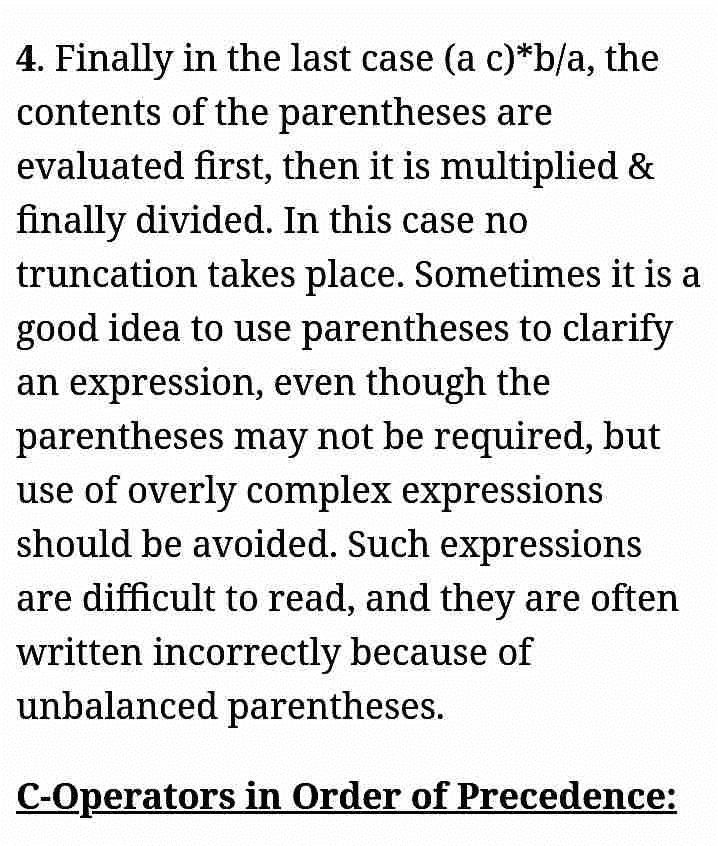 4. Finally in the last case (a c)*b/a, the
contents of the parentheses are
evaluated first, then it is multiplied &
finally divided. In this case no
truncation takes place. Sometimes it is a
good idea to use parentheses to clarify
an expression, even though the
parentheses may not be required, but
use of overly complex expressions
should be avoided. Such expressions
are difficult to read, and they are often
written incorrectly because of
unbalanced parentheses.
C-Operators in Order of Precedence: